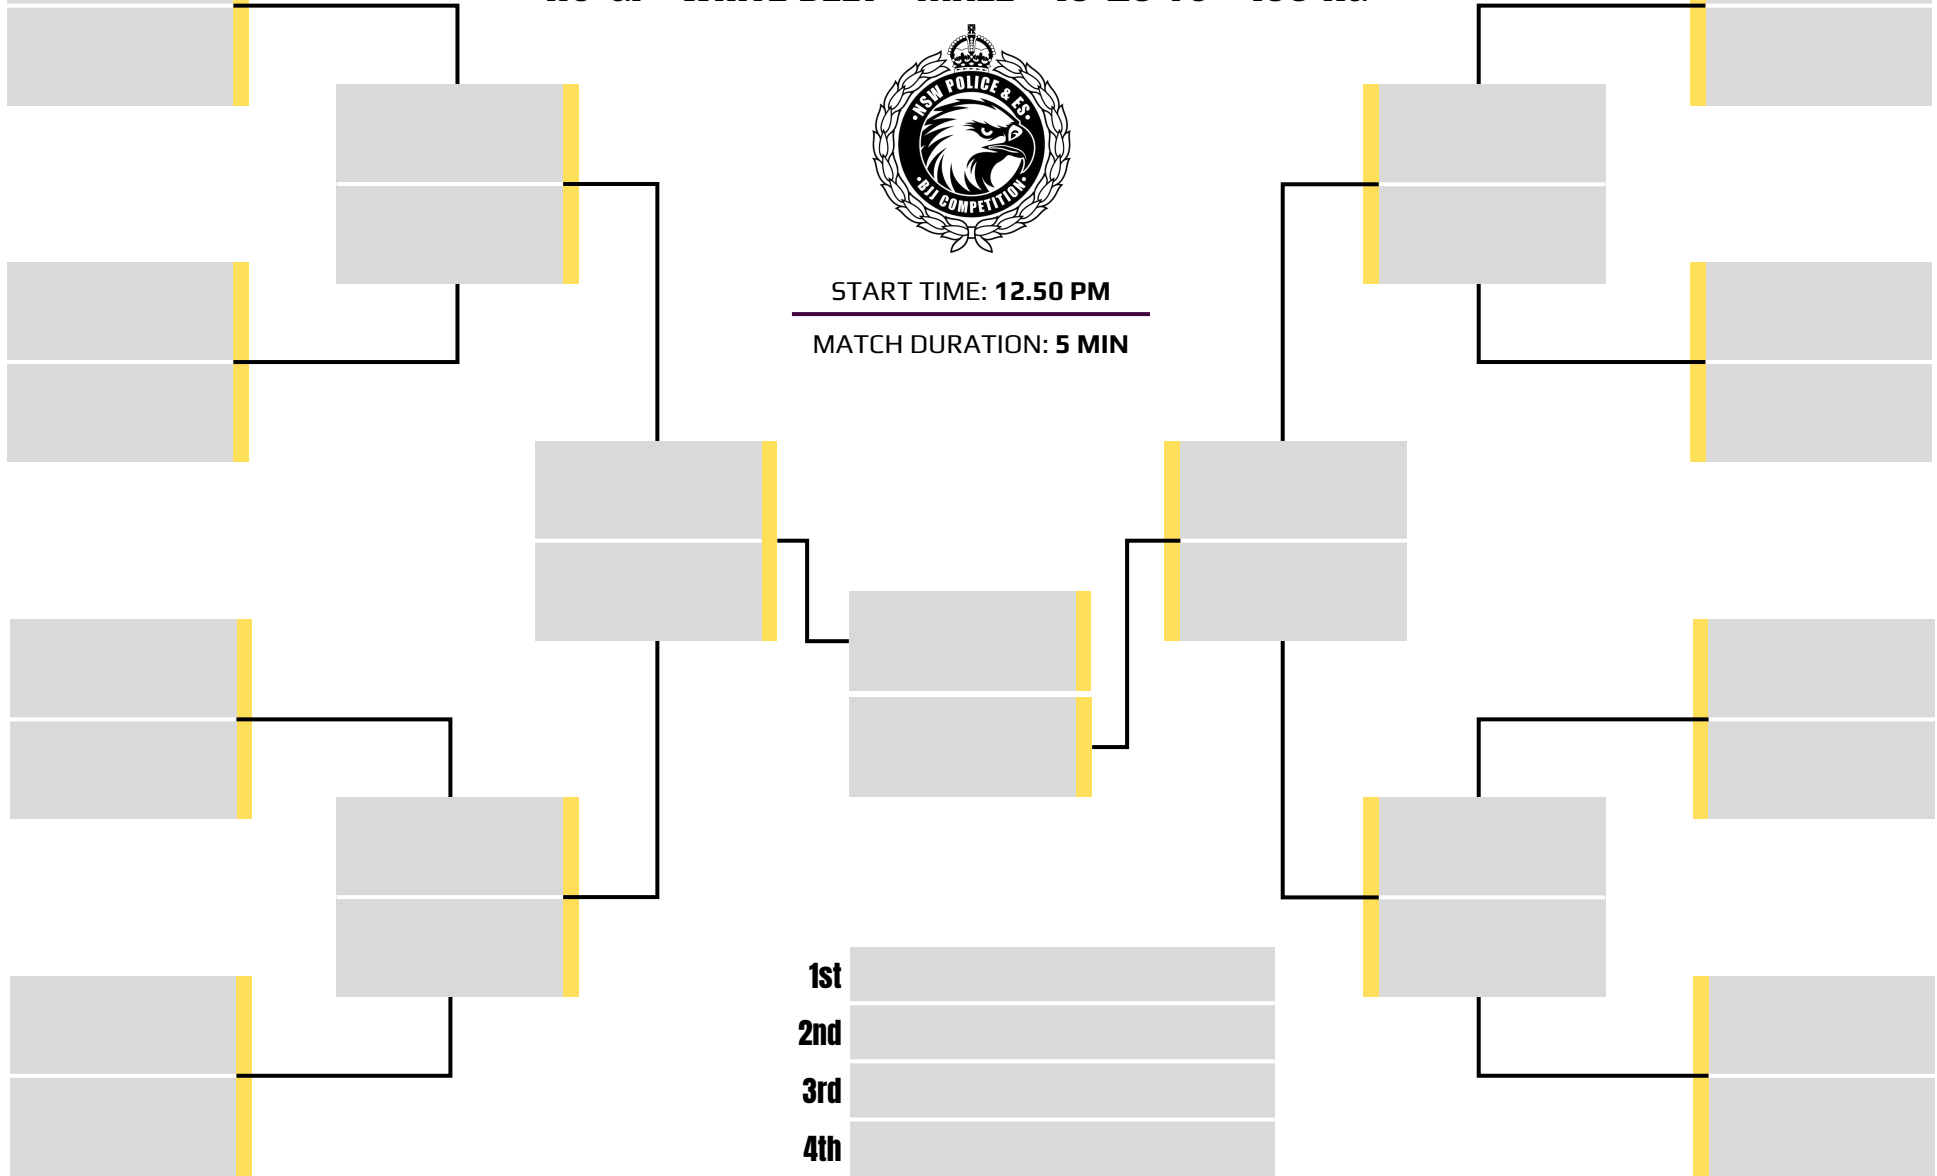 ·NSW POLICE & ES·
·BJJ COMPETITION·
START TIME: 12.50 PM
MATCH DURATION: 5 MIN
1st
2nd
3rd
4th